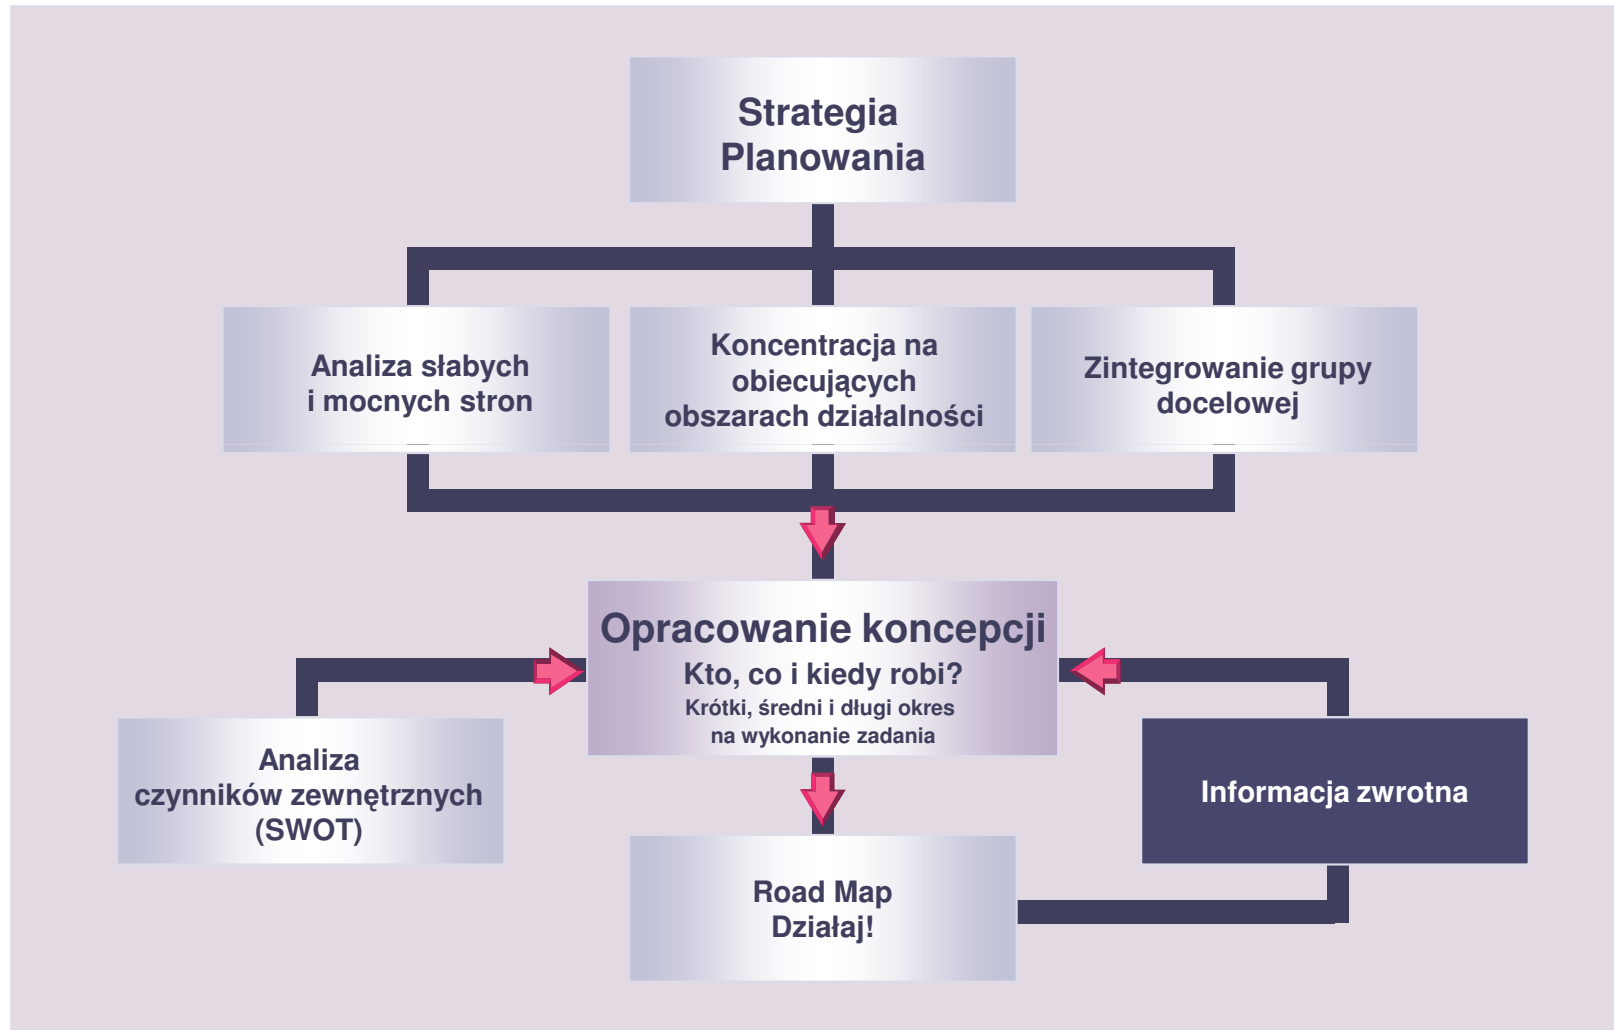 Strategia
Planowania
Analiza słabych
i mocnych stron
Koncentracja na
obiecujących
obszarach działalności
Zintegrowanie grupy
docelowej
Opracowanie koncepcji
Kto, co i kiedy robi?
Krótki, średni i długi okres
na wykonanie zadania
Analiza
czynników zewnętrznych
(SWOT)
Informacja zwrotna
Road Map
Działaj!